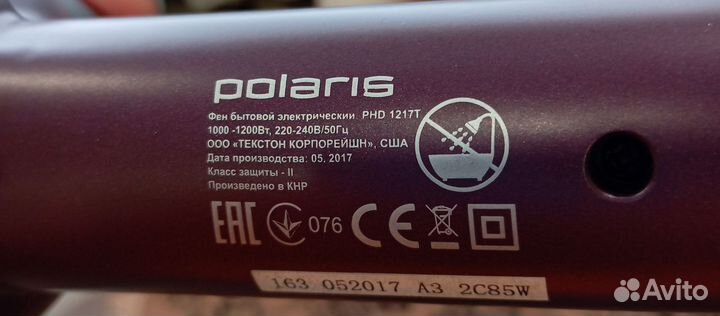 polaris
Фен бытовой электрический PHD 1217T
1000 -1200Вт, 220-240В/50Гц
ООО «ТЕКСТОН КОРПОРЕЙШН», США
Дата производства: 05, 2017
Класс защиты - II
Произведено в КНР
EAC 076 CE
163 052017 A3 2C85W
Avito